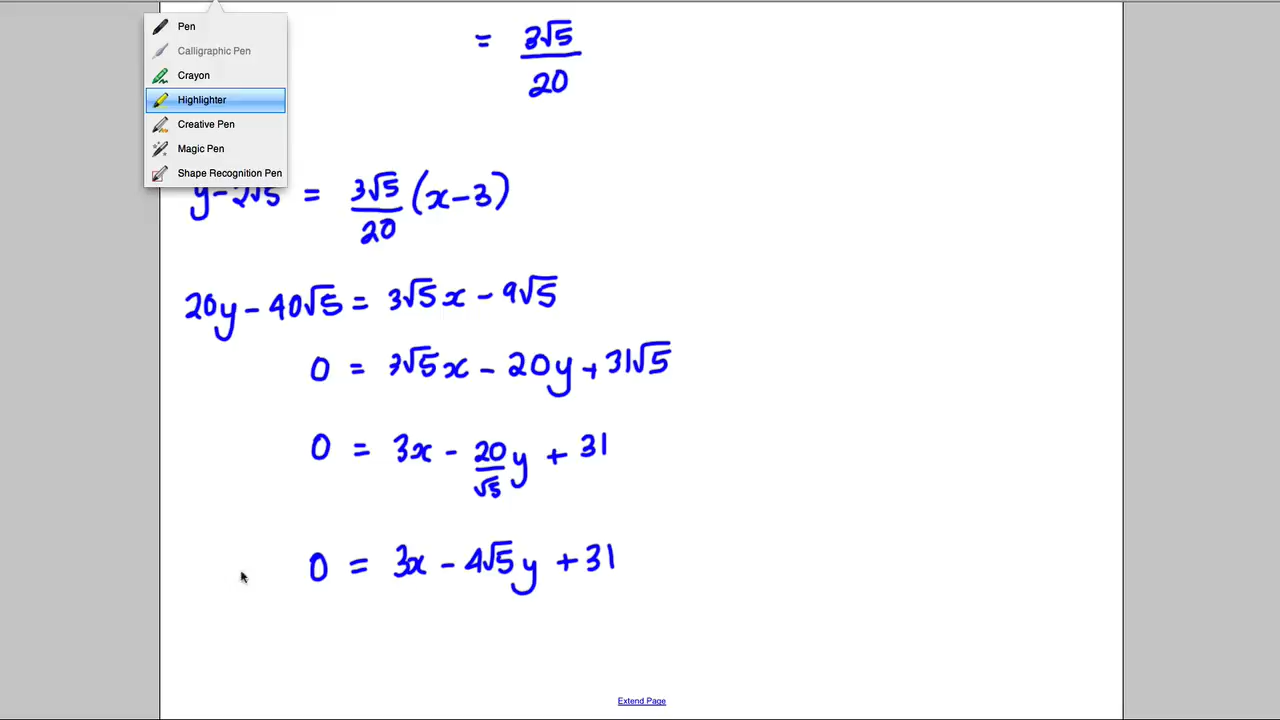 Pen
Calligraphic Pen
Crayon
Highlighter
Creative Pen
Magic Pen
Shape Recognition Pen
= 3√5/20
y-2√5 = 3√5/20 (x-3)
20y - 40√5 = 3√5x - 9√5
0 = 3√5x - 20y + 31√5
0 = 3x - 20/√5 y + 31
0 = 3x - 4√5y + 31
Extend Page